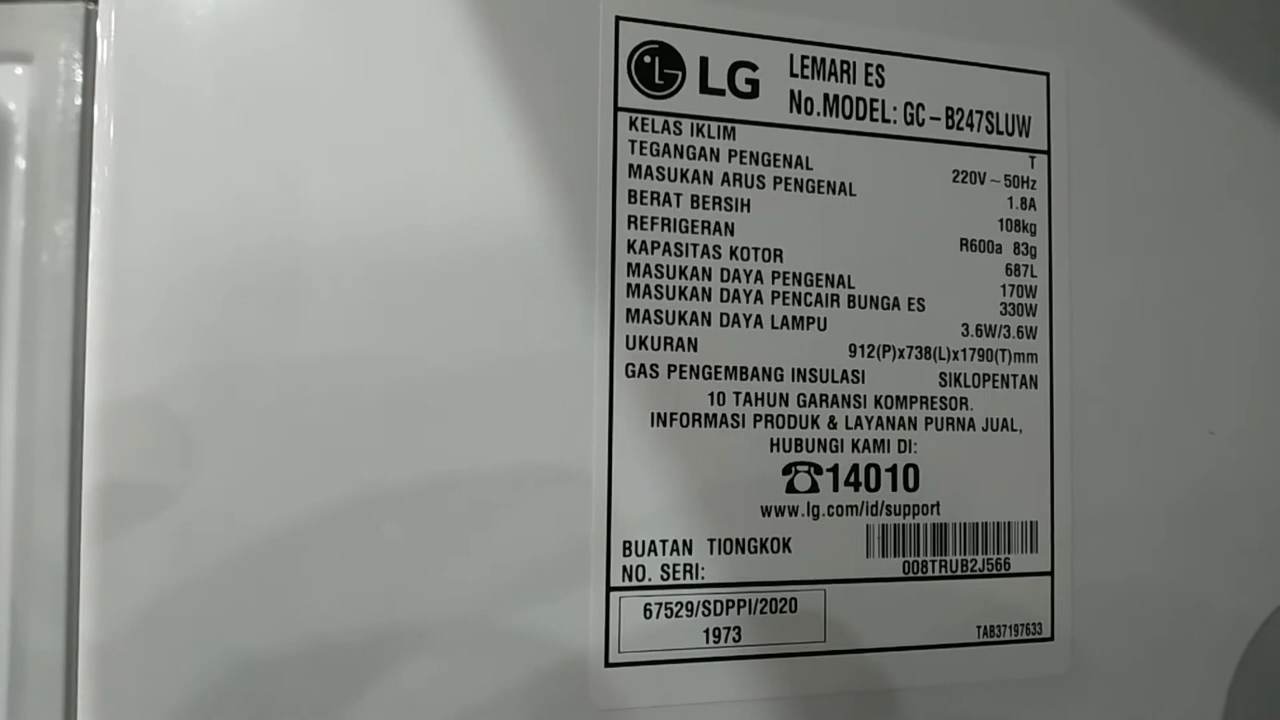 LG LEMARI ES
No.MODEL: GC-B247SLUW
KELAS IKLIM T
TEGANGAN PENGENAL 220V ~ 50Hz
MASUKAN ARUS PENGENAL 1.8A
BERAT BERSIH 108kg
REFRIGERAN R600a 83g
KAPASITAS KOTOR 687L
MASUKAN DAYA PENGENAL 170W
MASUKAN DAYA PENCAIR BUNGA ES 330W
MASUKAN DAYA LAMPU 3.6W/3.6W
UKURAN 912(P)x738(L)x1790(T)mm
GAS PENGEMBANG INSULASI SIKLOPENTAN
10 TAHUN GARANSI KOMPRESOR.
INFORMASI PRODUK & LAYANAN PURNA JUAL,
HUBUNGI KAMI DI:
☎14010
www.lg.com/id/support
BUATAN TIONGKOK
NO. SERI: 008TRUB2J566
67529/SDPPI/2020
1973
TAB37197633